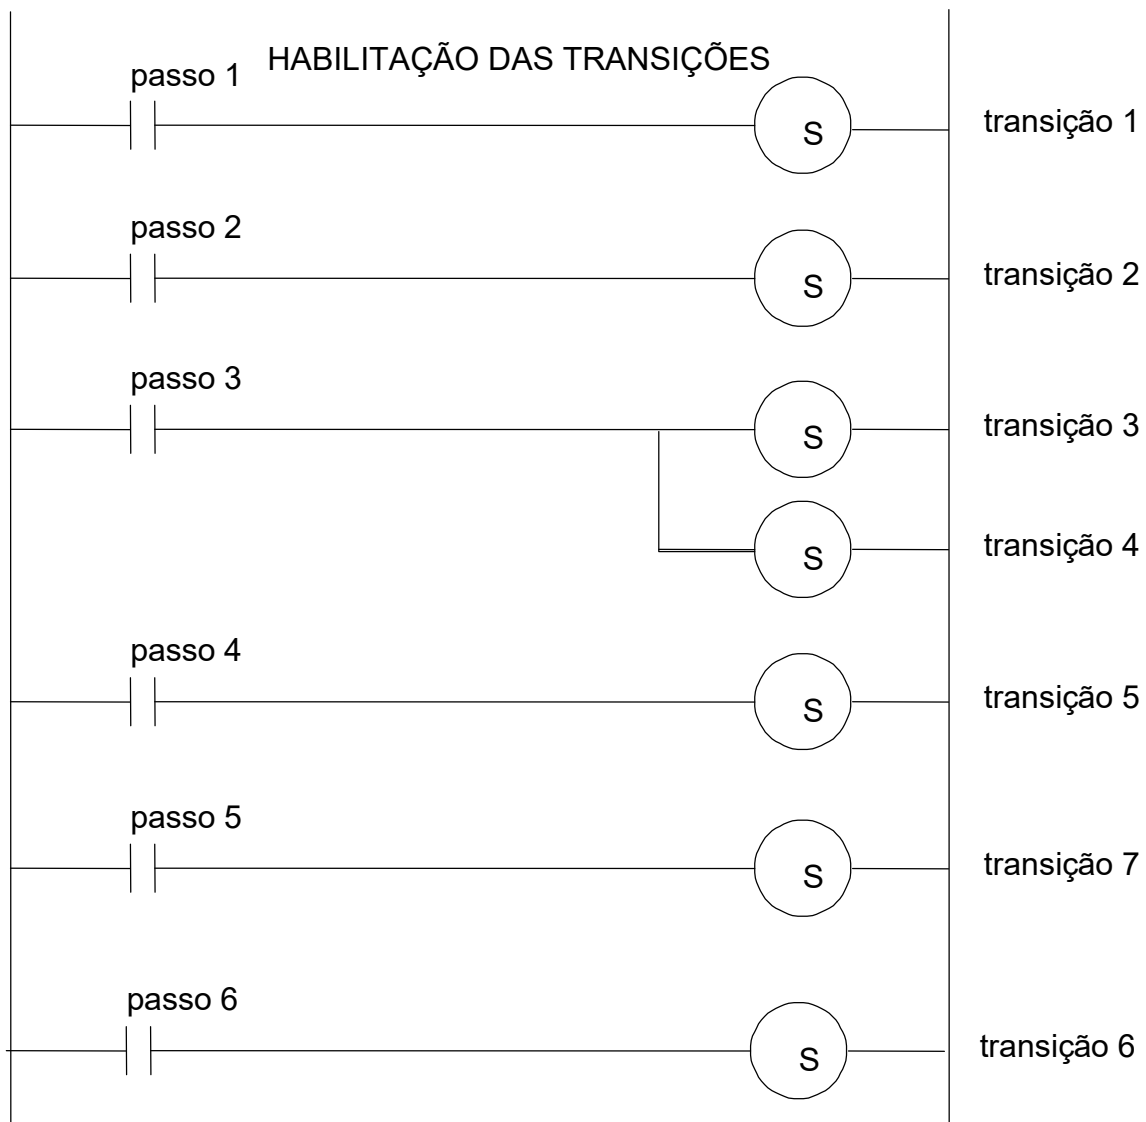 HABILITAÇÃO DAS TRANSIÇÕES
passo 1
S
transição 1
passo 2
S
transição 2
passo 3
S
transição 3
S
transição 4
passo 4
S
transição 5
passo 5
S
transição 7
passo 6
S
transição 6